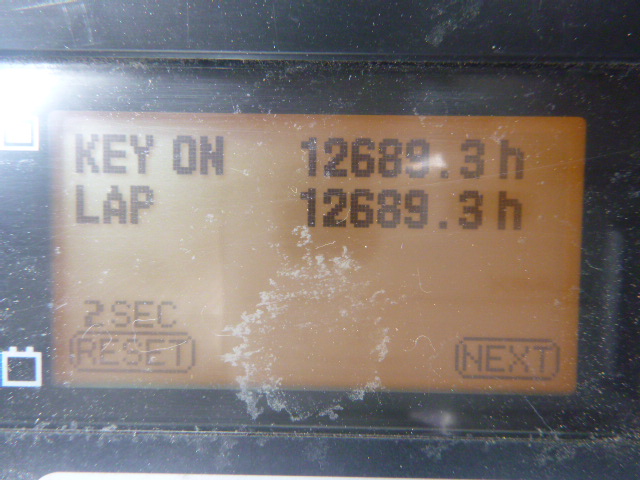 KEY ON 12689.3 h
LAP 12689.3 h
2 SEC
RESET NEXT